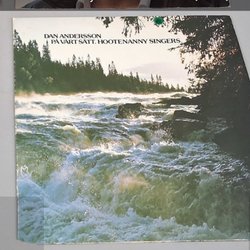 DAN ANDERSSON
PÅ VÅRT SÄTT. HOOTENANNY SINGERS